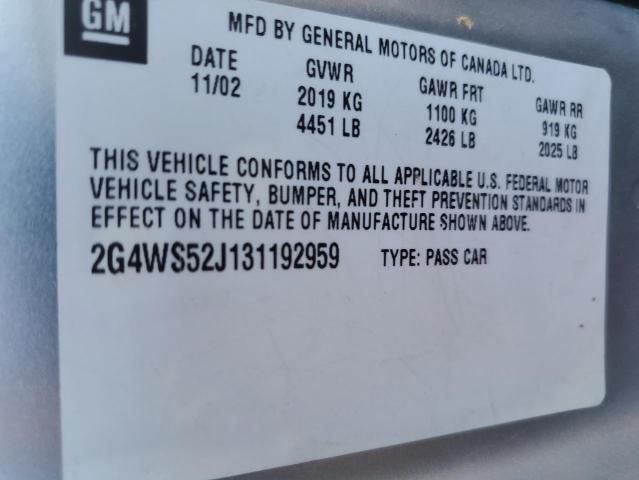 GM
MFD BY GENERAL MOTORS OF CANADA LTD.
DATE GVWR GAWR FRT GAWR RR
11/02 2019 KG 1100 KG 919 KG
4451 LB 2426 LB 2025 LB
THIS VEHICLE CONFORMS TO ALL APPLICABLE U.S. FEDERAL MOTOR
VEHICLE SAFETY, BUMPER, AND THEFT PREVENTION STANDARDS IN
EFFECT ON THE DATE OF MANUFACTURE SHOWN ABOVE.
2G4WS52J131192959 TYPE: PASS CAR